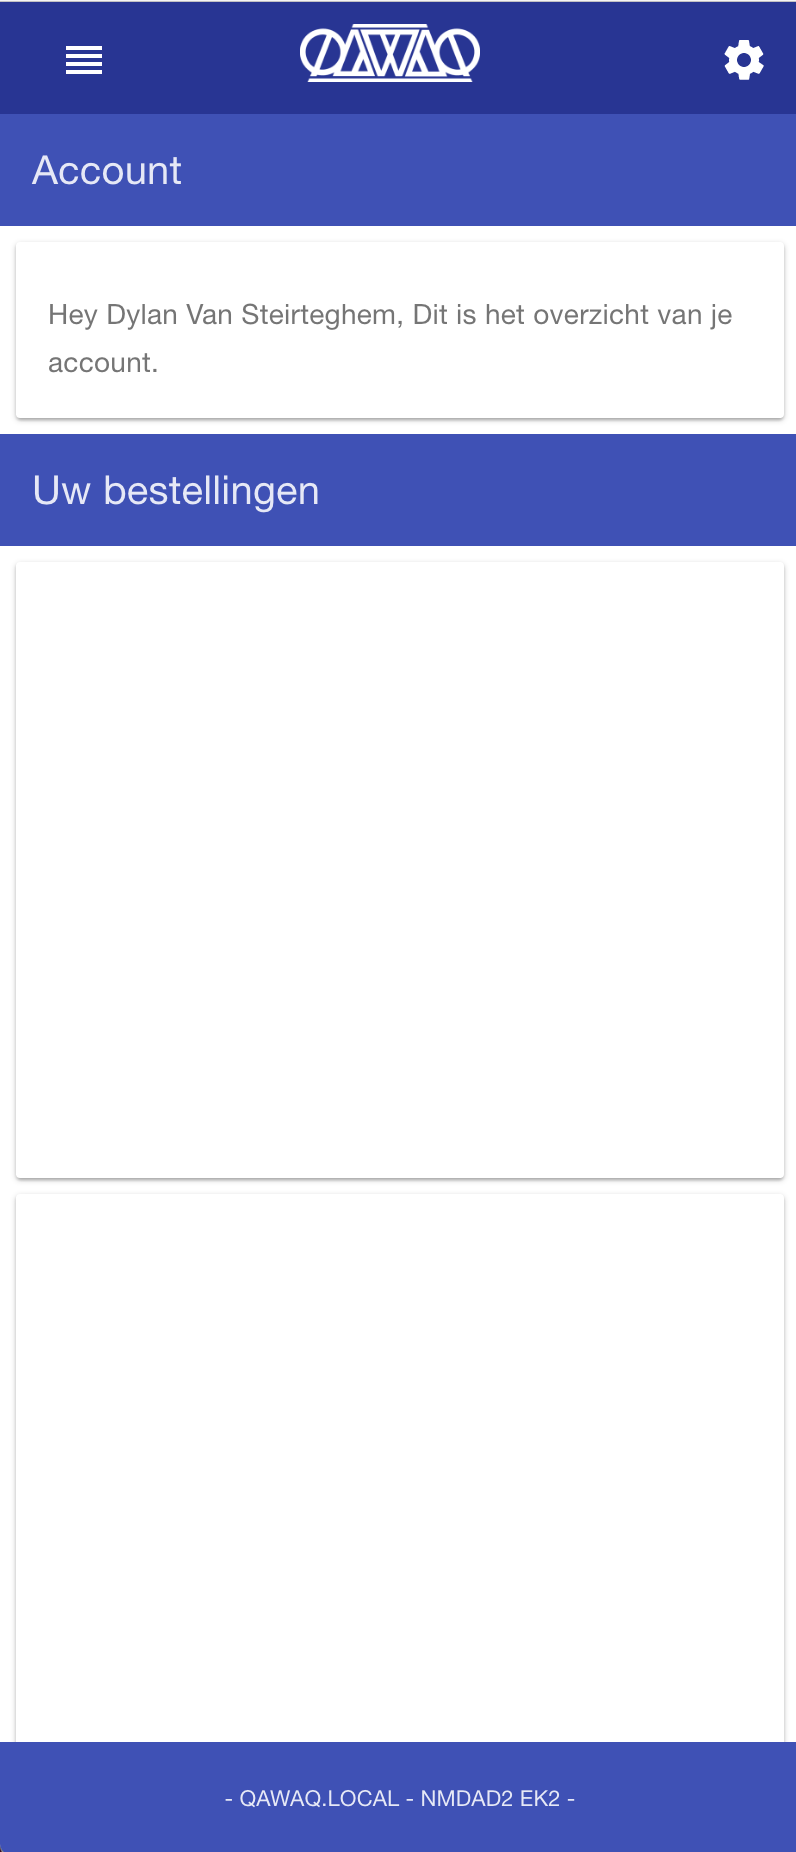 QAWAQ
Account
Hey Dylan Van Steirteghem, Dit is het overzicht van je
account.
Uw bestellingen
- QAWAQ.LOCAL - NMDAD2 EK2 -